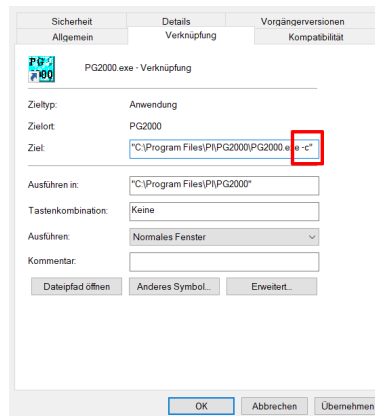 Sicherheit Details Vorgängerversionen
Allgemein Verknüpfung Kompatibilität
PG2000.exe - Verknüpfung
Zieltyp: Anwendung
Zielort: PG2000
Ziel: "C:\Program Files\PI\PG2000\PG2000.exe -c"
Ausführen in: "C:\Program Files\PI\PG2000"
Tastenkombination: Keine
Ausführen: Normales Fenster
Kommentar:
Dateipfad öffnen Anderes Symbol... Erweitert...
OK Abbrechen Übernehmen